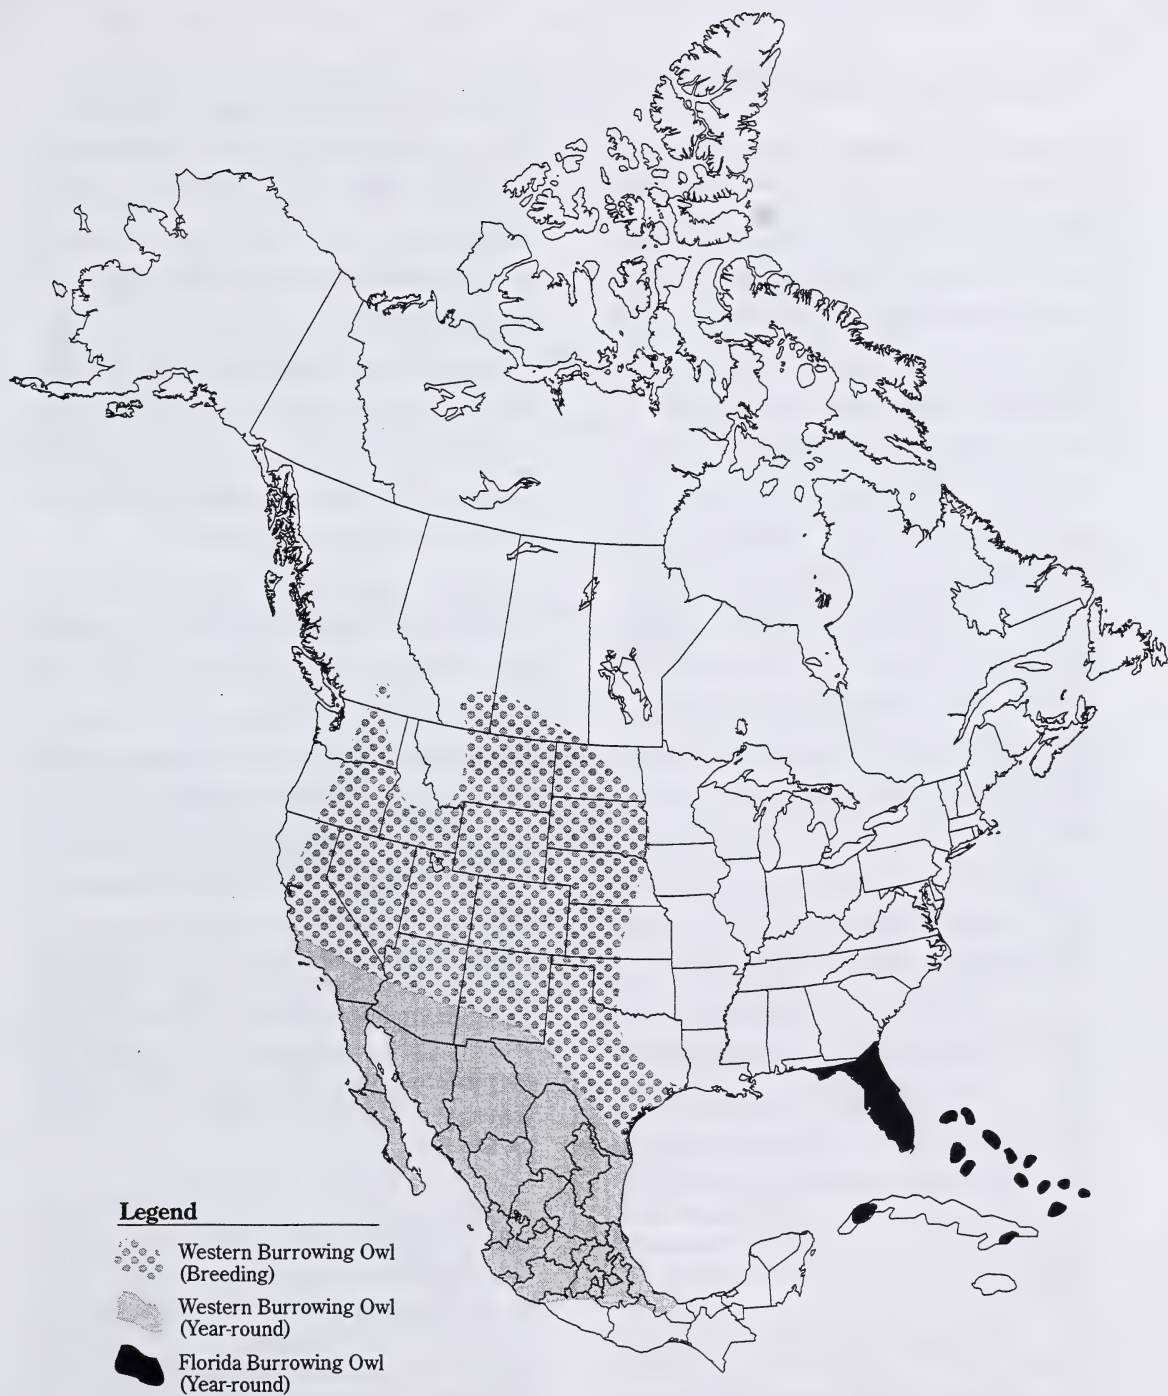 Legend
Western Burrowing Owl
(Breeding)
Western Burrowing Owl
(Year-round)
Florida Burrowing Owl
(Year-round)